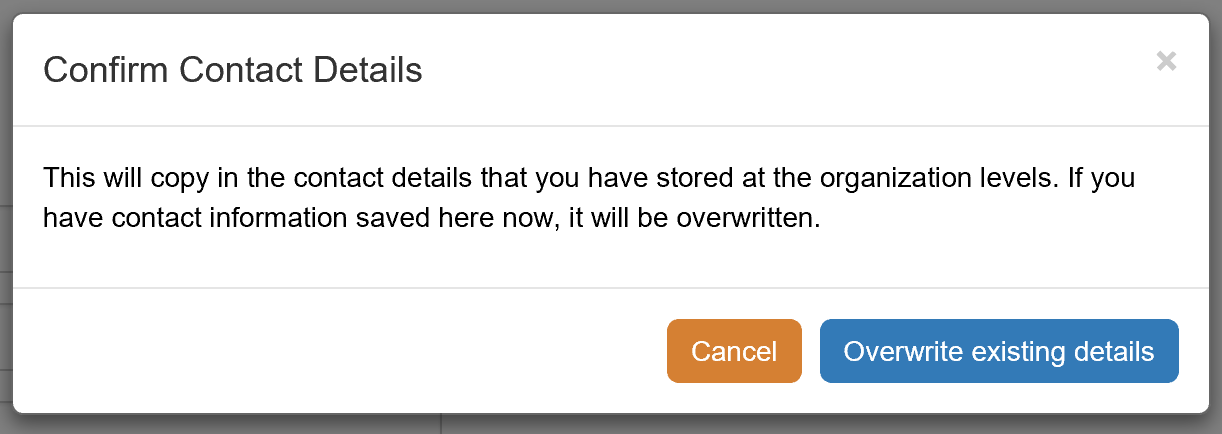 Confirm Contact Details
×
This will copy in the contact details that you have stored at the organization levels. If you
have contact information saved here now, it will be overwritten.
Cancel
Overwrite existing details